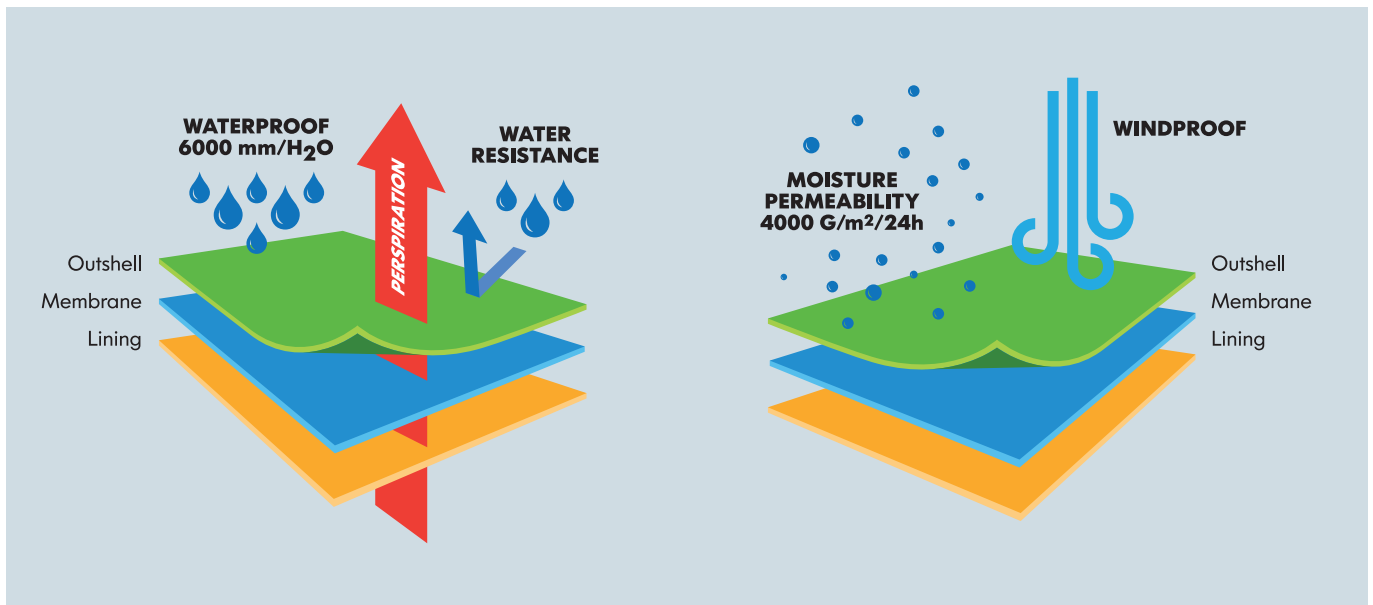 WATERPROOF
6000 mm/H₂O
WATER
RESISTANCE
PERSPIRATION
Outshell
Membrane
Lining
MOISTURE
PERMEABILITY
4000 G/m²/24h
WINDPROOF
Outshell
Membrane
Lining